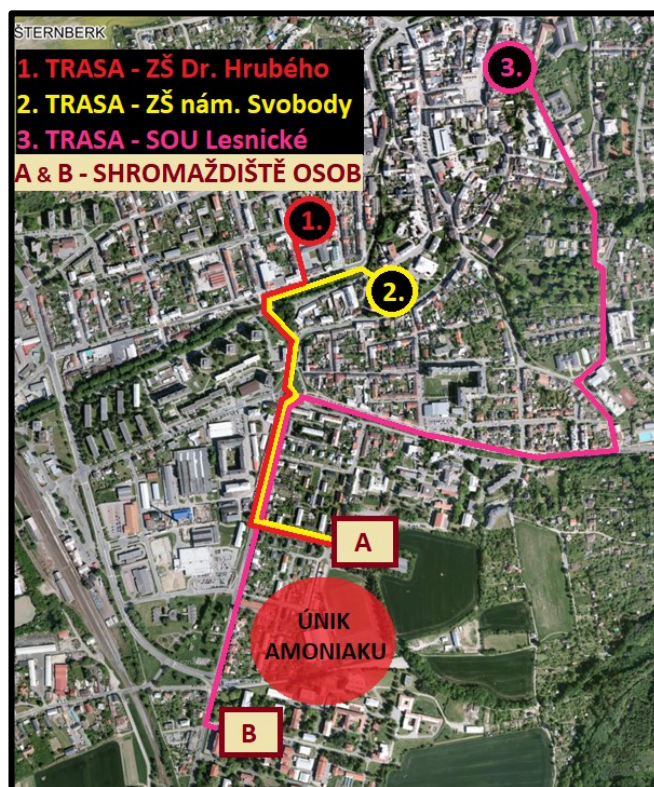 ŠTERNBERK
1. TRASA - ZŠ Dr. Hrubého
2. TRASA - ZŠ nám. Svobody
3. TRASA - SOU Lesnické
A & B - SHROMAŽDIŠTĚ OSOB
3.
1.
2.
A
ÚNIK
AMONIAKU
B